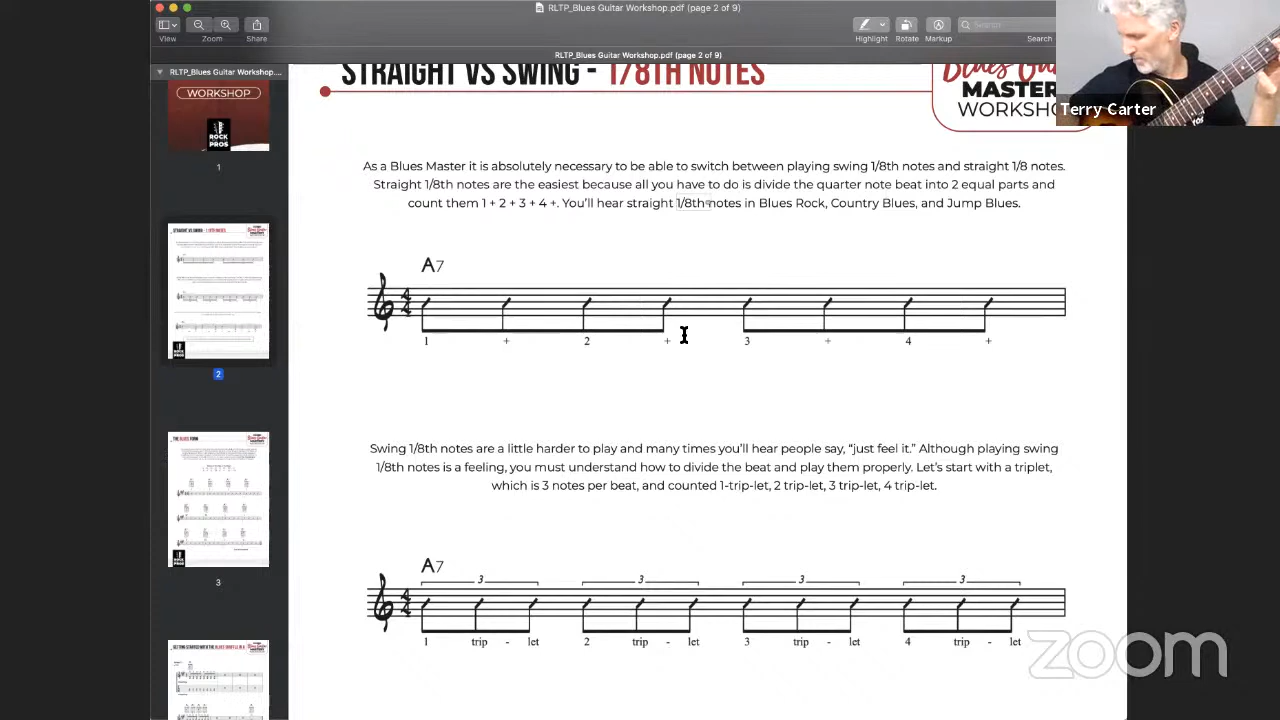 RLTP_Blues Guitar Workshop.pdf (page 2 of 9)
View
Zoom
Share
Highlight
Rotate
Markup
Search
Search
RLTP_Blues Guitar Workshop.pdf (page 2 of 9)
RLTP_Blues Guitar Workshop....
WORKSHOP
ROCK
PROS
1
2
3
STRAIGHT VS SWING - 1/8TH NOTES
Blues Gu
MASTER
WORKSHO
Terry Carter
As a Blues Master it is absolutely necessary to be able to switch between playing swing 1/8th notes and straight 1/8 notes.
Straight 1/8th notes are the easiest because all you have to do is divide the quarter note beat into 2 equal parts and
count them 1 + 2 + 3 + 4 +. You'll hear straight 1/8th notes in Blues Rock, Country Blues, and Jump Blues.
A7
4
4
1 + 2 + 3 + 4 +
Swing 1/8th notes are a little harder to play and many times you'll hear people say, “just feel it.” Although playing swing
1/8th notes is a feeling, you must understand how to divide the beat and play them properly. Let's start with a triplet,
which is 3 notes per beat, and counted 1-trip-let, 2 trip-let, 3 trip-let, 4 trip-let.
A7
3 3 3 3
4
4
1 trip - let 2 trip - let 3 trip - let 4 trip - let
zoom